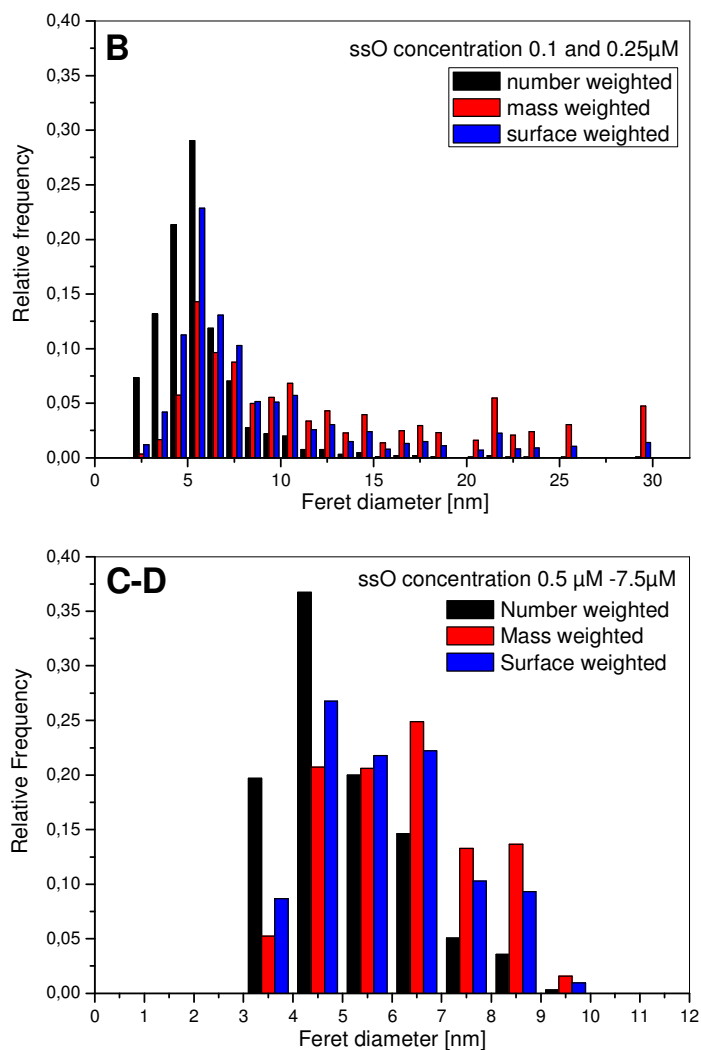 B
ssO concentration 0.1 and 0.25µM
number weighted
mass weighted
surface weighted
0,40
0,35
0,30
0,25
0,20
0,15
0,10
0,05
0,00
Relative frequency
0 5 10 15 20 25 30
Feret diameter [nm]
C-D
ssO concentration 0.5 µM -7.5µM
Number weighted
Mass weighted
Surface weighted
0,40
0,35
0,30
0,25
0,20
0,15
0,10
0,05
0,00
Relative Frequency
0 1 2 3 4 5 6 7 8 9 10 11 12
Feret diameter [nm]